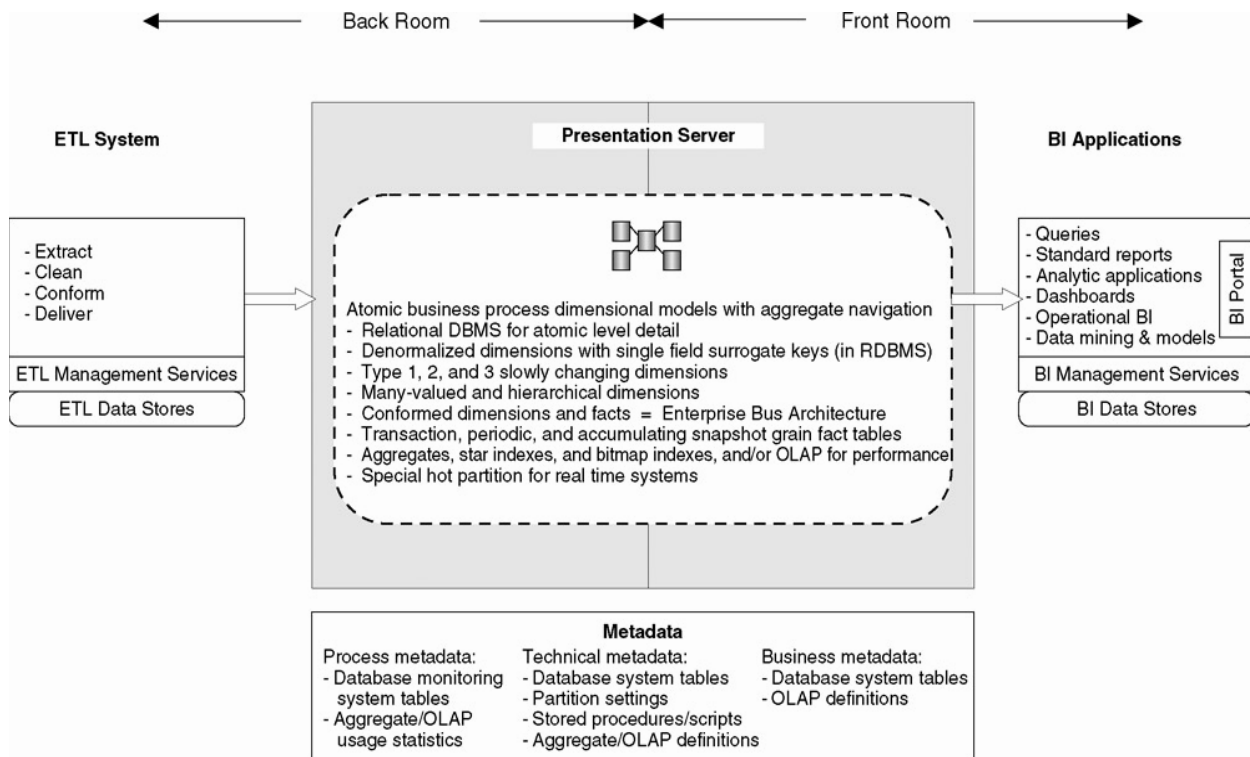 Back Room
Front Room
ETL System
Presentation Server
BI Applications
- Extract
- Clean
- Conform
- Deliver
ETL Management Services
ETL Data Stores
Atomic business process dimensional models with aggregate navigation
- Relational DBMS for atomic level detail
- Denormalized dimensions with single field surrogate keys (in RDBMS)
- Type 1, 2, and 3 slowly changing dimensions
- Many-valued and hierarchical dimensions
- Conformed dimensions and facts = Enterprise Bus Architecture
- Transaction, periodic, and accumulating snapshot grain fact tables
- Aggregates, star indexes, and bitmap indexes, and/or OLAP for performance
- Special hot partition for real time systems
- Queries
- Standard reports
- Analytic applications
- Dashboards
- Operational BI
- Data mining & models
BI Portal
BI Management Services
BI Data Stores
Metadata
Process metadata:
- Database monitoring
system tables
- Aggregate/OLAP
usage statistics
Technical metadata:
- Database system tables
- Partition settings
- Stored procedures/scripts
- Aggregate/OLAP definitions
Business metadata:
- Database system tables
- OLAP definitions